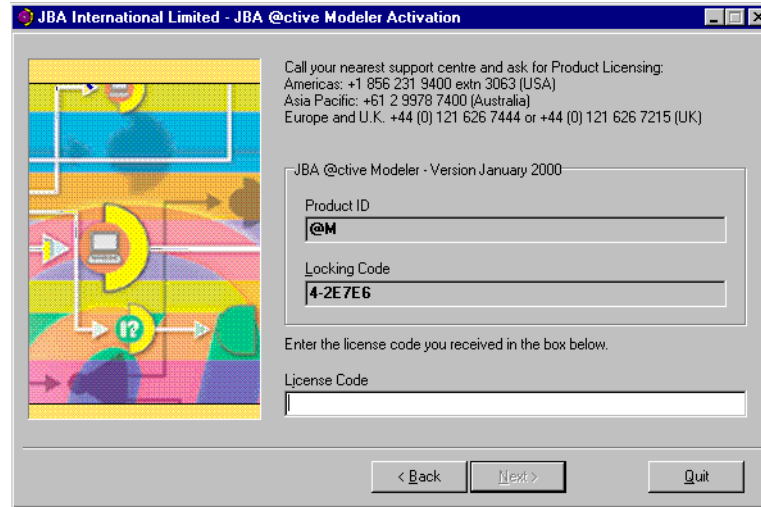 JBA International Limited - JBA @ctive Modeler Activation
Call your nearest support centre and ask for Product Licensing:
Americas: +1 856 231 9400 extn 3063 (USA)
Asia Pacific: +61 2 9978 7400 (Australia)
Europe and U.K. +44 (0) 121 626 7444 or +44 (0) 121 626 7215 (UK)
JBA @ctive Modeler - Version January 2000
Product ID
@M
Locking Code
4-2E7E6
Enter the license code you received in the box below.
License Code
I?
< Back Next > Quit